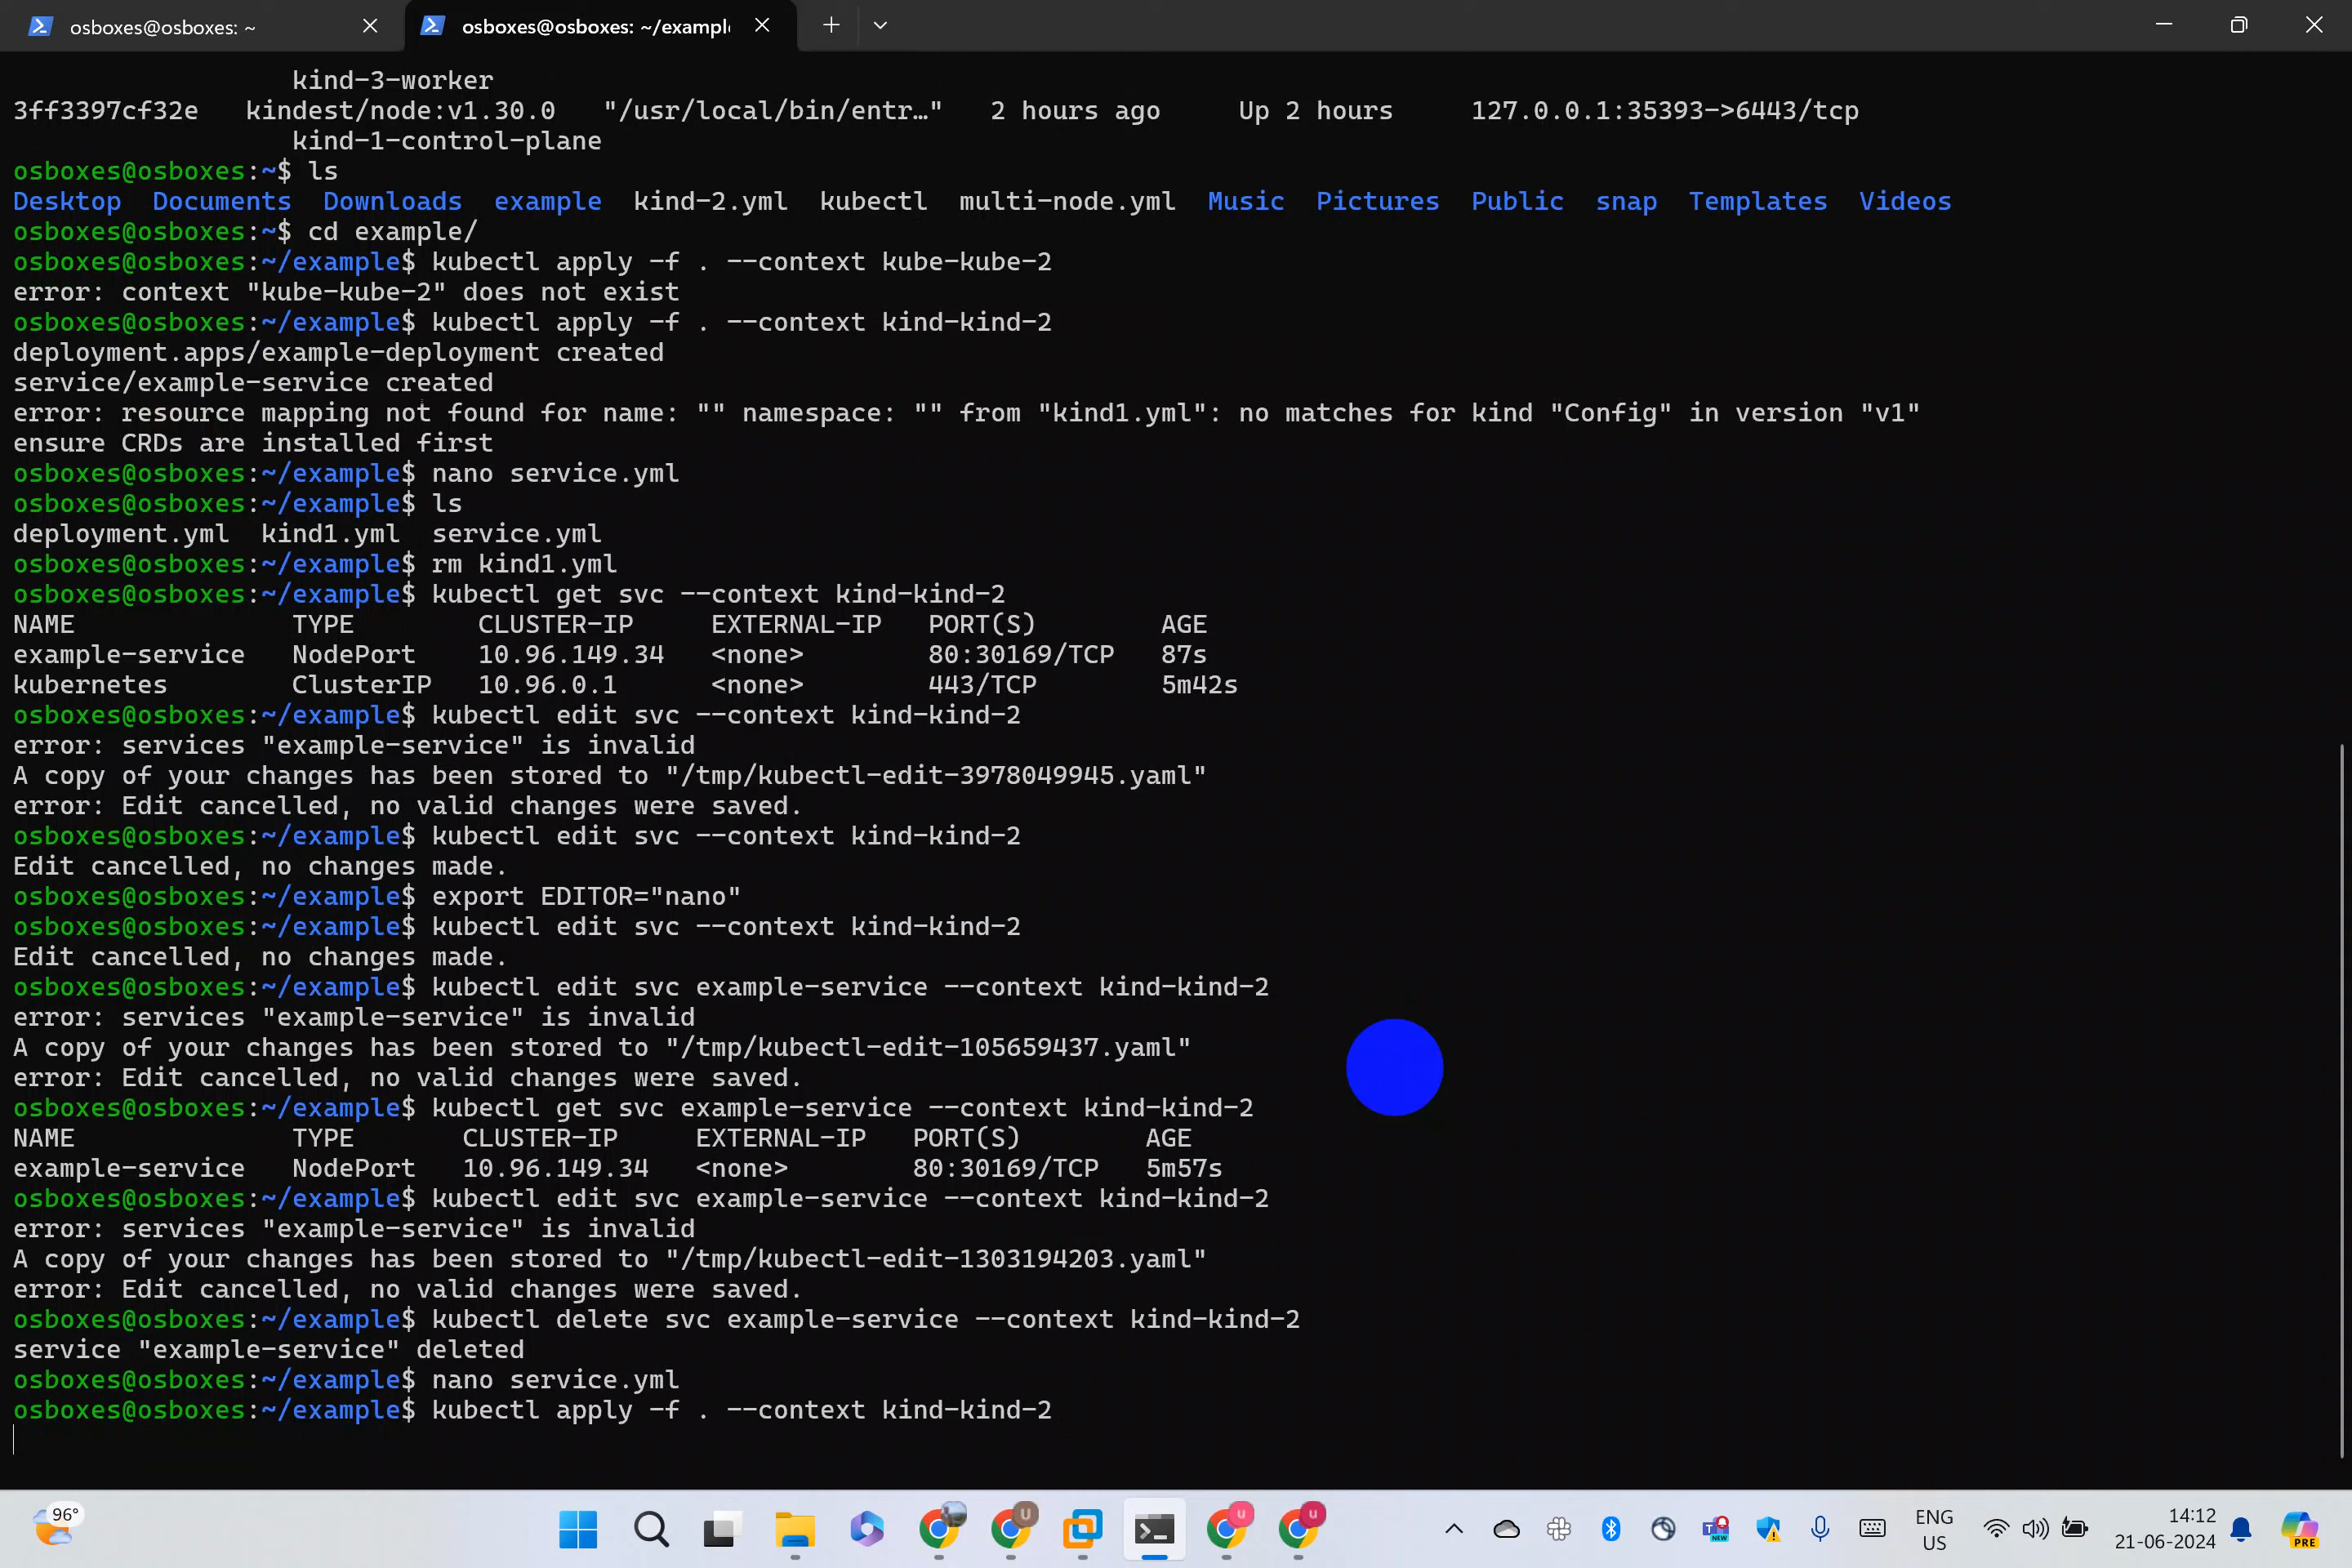 osboxes@osboxes: ~
osboxes@osboxes: ~/exampl
kind-3-worker
3ff3397cf32e kindest/node:v1.30.0 "/usr/local/bin/entr…" 2 hours ago Up 2 hours 127.0.0.1:35393->6443/tcp
kind-1-control-plane
osboxes@osboxes:~$ ls
Desktop Documents Downloads example kind-2.yml kubectl multi-node.yml Music Pictures Public snap Templates Videos
osboxes@osboxes:~$ cd example/
osboxes@osboxes:~/example$ kubectl apply -f . --context kube-kube-2
error: context "kube-kube-2" does not exist
osboxes@osboxes:~/example$ kubectl apply -f . --context kind-kind-2
deployment.apps/example-deployment created
service/example-service created
error: resource mapping not found for name: "" namespace: "" from "kind1.yml": no matches for kind "Config" in version "v1"
ensure CRDs are installed first
osboxes@osboxes:~/example$ nano service.yml
osboxes@osboxes:~/example$ ls
deployment.yml kind1.yml service.yml
osboxes@osboxes:~/example$ rm kind1.yml
osboxes@osboxes:~/example$ kubectl get svc --context kind-kind-2
NAME TYPE CLUSTER-IP EXTERNAL-IP PORT(S) AGE
example-service NodePort 10.96.149.34 <none> 80:30169/TCP 87s
kubernetes ClusterIP 10.96.0.1 <none> 443/TCP 5m42s
osboxes@osboxes:~/example$ kubectl edit svc --context kind-kind-2
error: services "example-service" is invalid
A copy of your changes has been stored to "/tmp/kubectl-edit-3978049945.yaml"
error: Edit cancelled, no valid changes were saved.
osboxes@osboxes:~/example$ kubectl edit svc --context kind-kind-2
Edit cancelled, no changes made.
osboxes@osboxes:~/example$ export EDITOR="nano"
osboxes@osboxes:~/example$ kubectl edit svc --context kind-kind-2
Edit cancelled, no changes made.
osboxes@osboxes:~/example$ kubectl edit svc example-service --context kind-kind-2
error: services "example-service" is invalid
A copy of your changes has been stored to "/tmp/kubectl-edit-105659437.yaml"
error: Edit cancelled, no valid changes were saved.
osboxes@osboxes:~/example$ kubectl get svc example-service --context kind-kind-2
NAME TYPE CLUSTER-IP EXTERNAL-IP PORT(S) AGE
example-service NodePort 10.96.149.34 <none> 80:30169/TCP 5m57s
osboxes@osboxes:~/example$ kubectl edit svc example-service --context kind-kind-2
error: services "example-service" is invalid
A copy of your changes has been stored to "/tmp/kubectl-edit-1303194203.yaml"
error: Edit cancelled, no valid changes were saved.
osboxes@osboxes:~/example$ kubectl delete svc example-service --context kind-kind-2
service "example-service" deleted
osboxes@osboxes:~/example$ nano service.yml
osboxes@osboxes:~/example$ kubectl apply -f . --context kind-kind-2
96°
U
u
u
NEW
ENG
US
14:12
21-06-2024
PRE